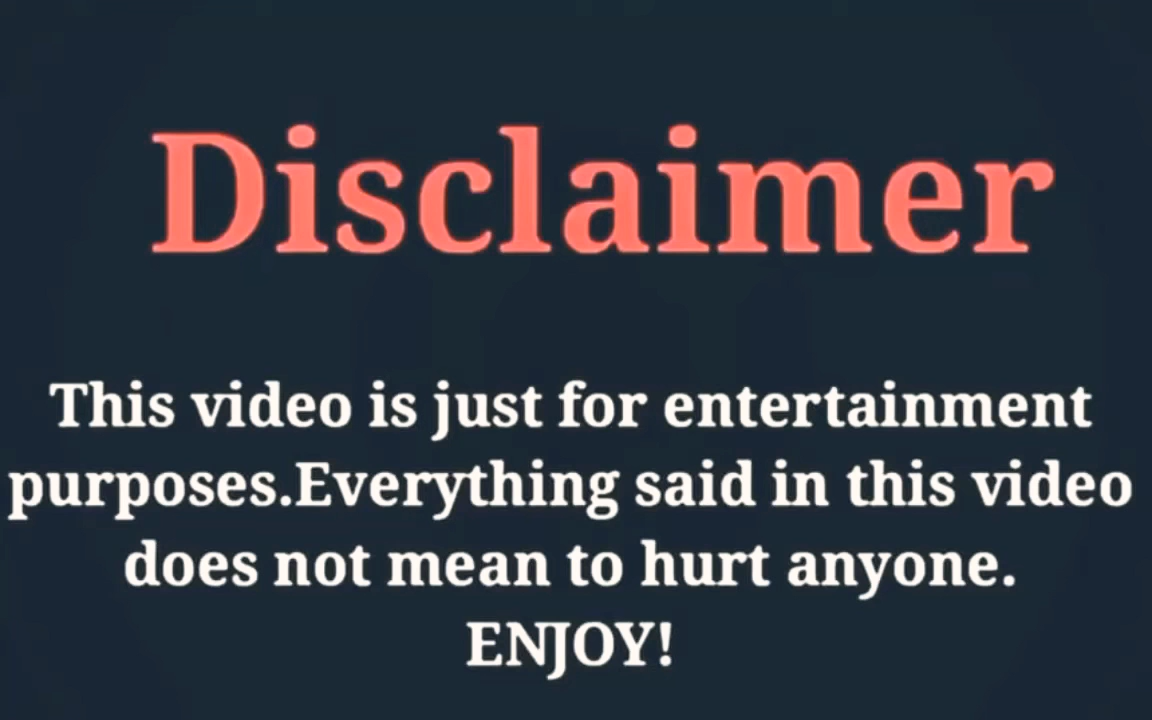 Disclaimer
This video is just for entertainment
purposes.Everything said in this video
does not mean to hurt anyone.
ENJOY!